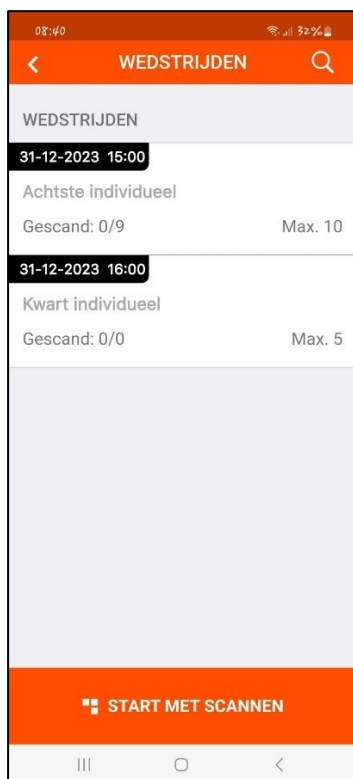 08:40 32%
WEDSTRIJDEN
WEDSTRIJDEN
31-12-2023 15:00
Achtste individueel
Gescand: 0/9 Max. 10
31-12-2023 16:00
Kwart individueel
Gescand: 0/0 Max. 5
START MET SCANNEN